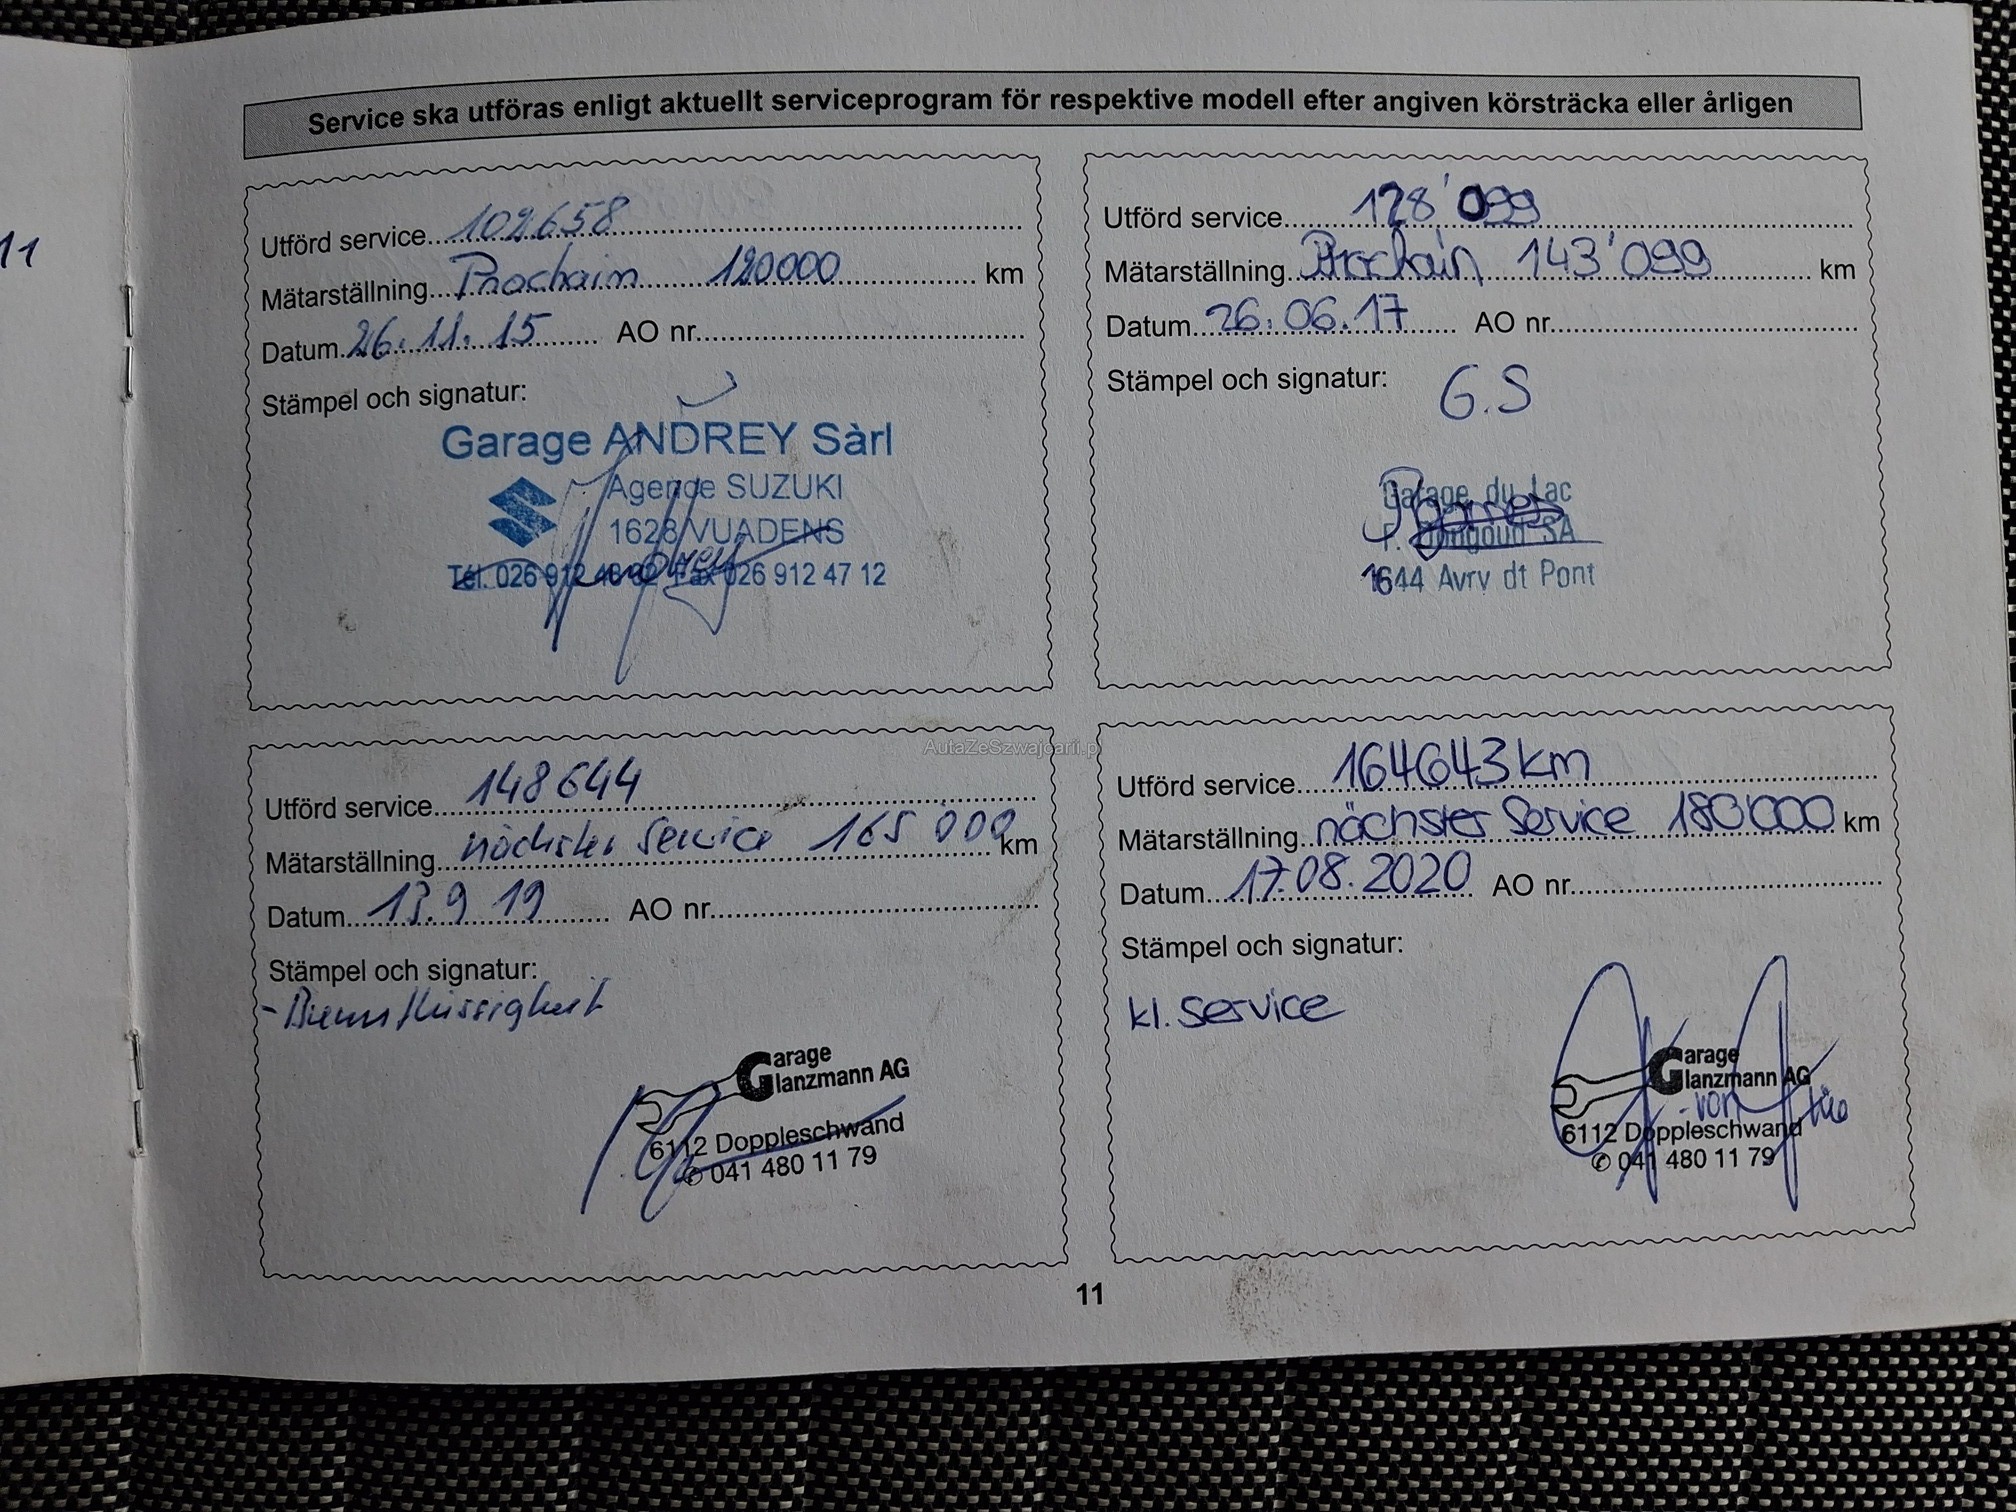 11
Service ska utföras enligt aktuellt serviceprogram för respektive modell efter angiven körsträcka eller årligen
Utförd service 102658
Mätarställning Prochain 120000 km
Datum 26.11.15 AO nr
Stämpel och signatur:
Garage ANDREY Sàrl
Agence SUZUKI
1628 VUADENS
Tél. 026 912 Fax 026 912 47 12
Utförd service 128'099
Mätarställning Prochain 143'099 km
Datum 26.06.17 AO nr
Stämpel och signatur:
G.S
Garage du Lac
SA
1644 Avry dt Pont
AutaZeSzwajcarii.pl
Utförd service 148644
Mätarställning nächster Service 165 000 km
Datum 13.9 19 AO nr
Stämpel och signatur:
- Bremsflüssigkeit
Garage
Glanzmann AG
6112 Doppleschwand
✆ 041 480 11 79
Utförd service 164643 km
Mätarställning nächster Service 180'000 km
Datum 17.08.2020 AO nr
Stämpel och signatur:
kl. Service
Garage
Glanzmann AG
6112 Doppleschwand
✆ 041 480 11 79
11